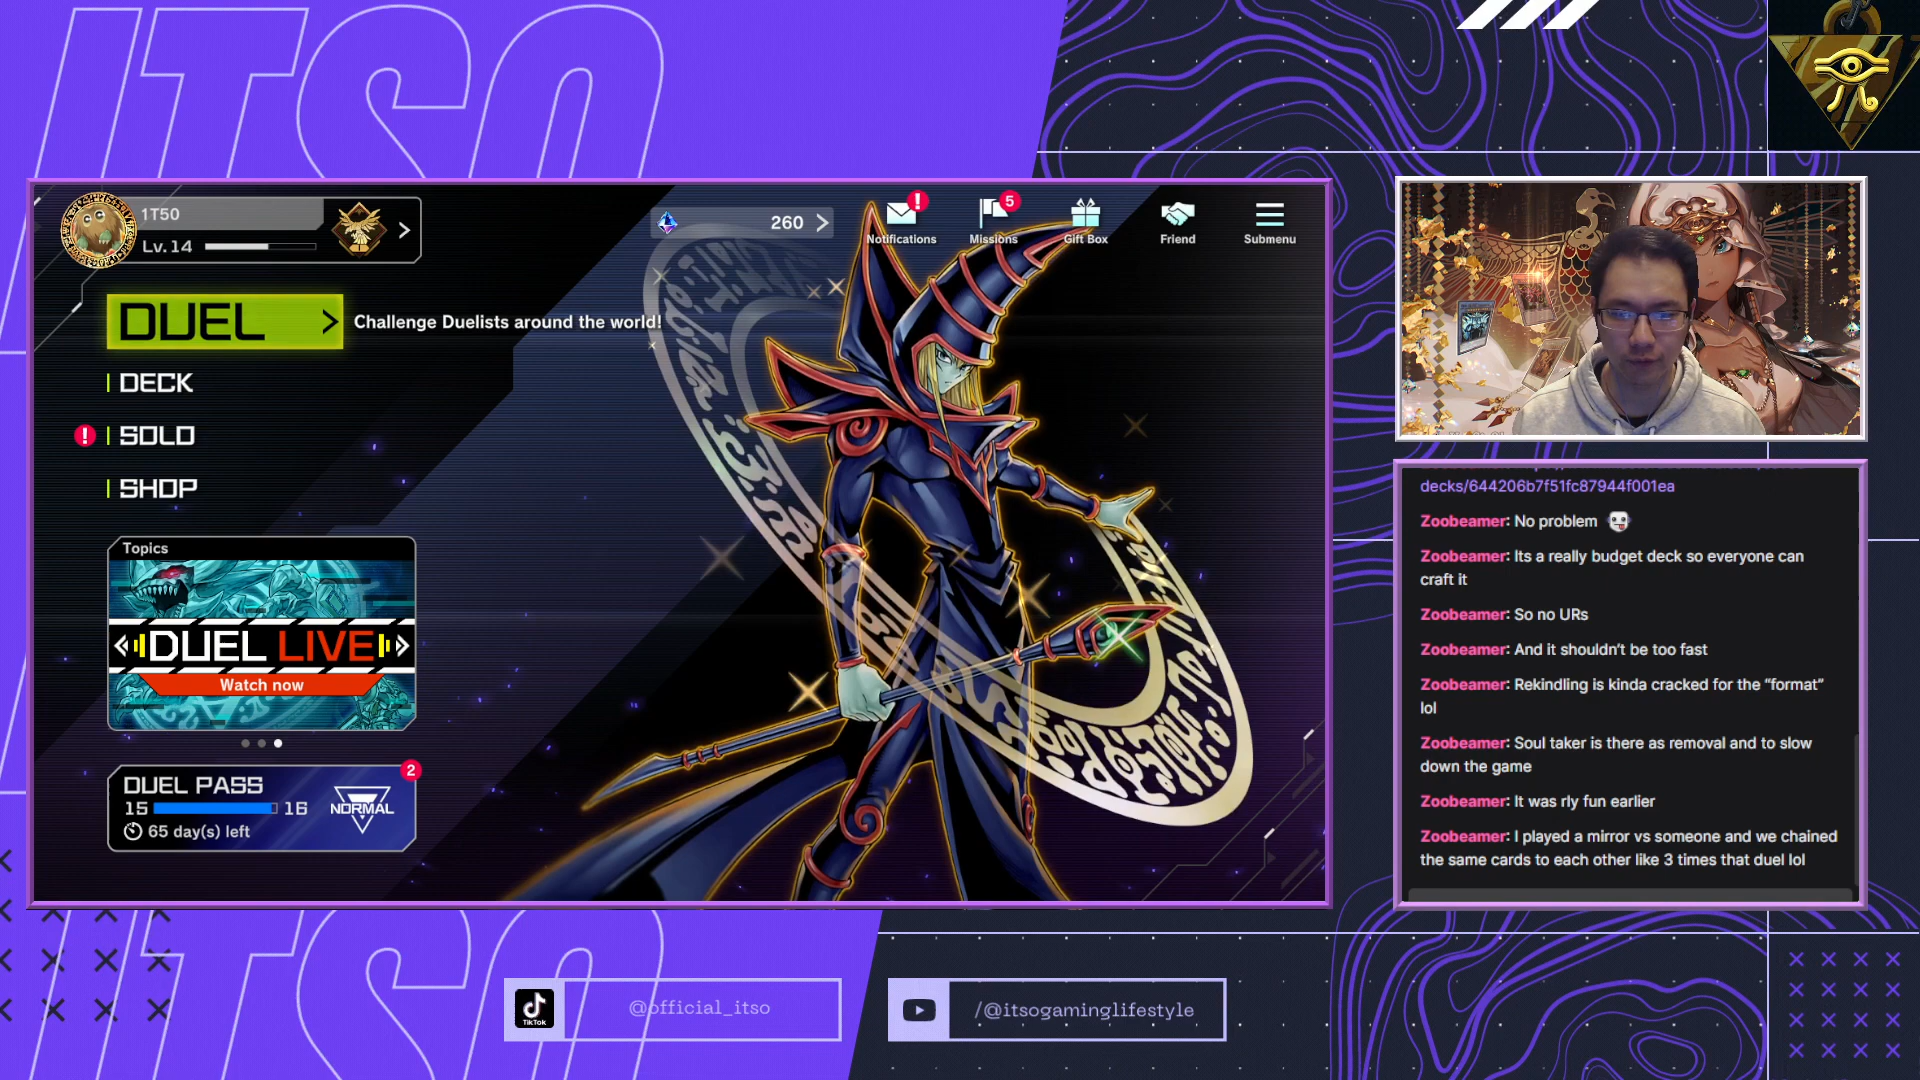 ITSO
1T50
Lv.14
260
!
Notifications
5
Missions
Gift Box
Friend
Submenu
DUEL
Challenge Duelists around the world!
DECK
!
SOLO
SHOP
Topics
DUEL LIVE
Watch now
DUEL PASS
2
15
16
NORMAL
65 day(s) left
decks/644206b7f51fc87944f001ea
Zoobeamer: No problem
Zoobeamer: Its a really budget deck so everyone can
craft it
Zoobeamer: So no URs
Zoobeamer: And it shouldn't be too fast
Zoobeamer: Rekindling is kinda cracked for the “format”
lol
Zoobeamer: Soul taker is there as removal and to slow
down the game
Zoobeamer: It was rly fun earlier
Zoobeamer: I played a mirror vs someone and we chained
the same cards to each other like 3 times that duel lol
ITSO
TikTok
@official_itso
/@itsogaminglifestyle